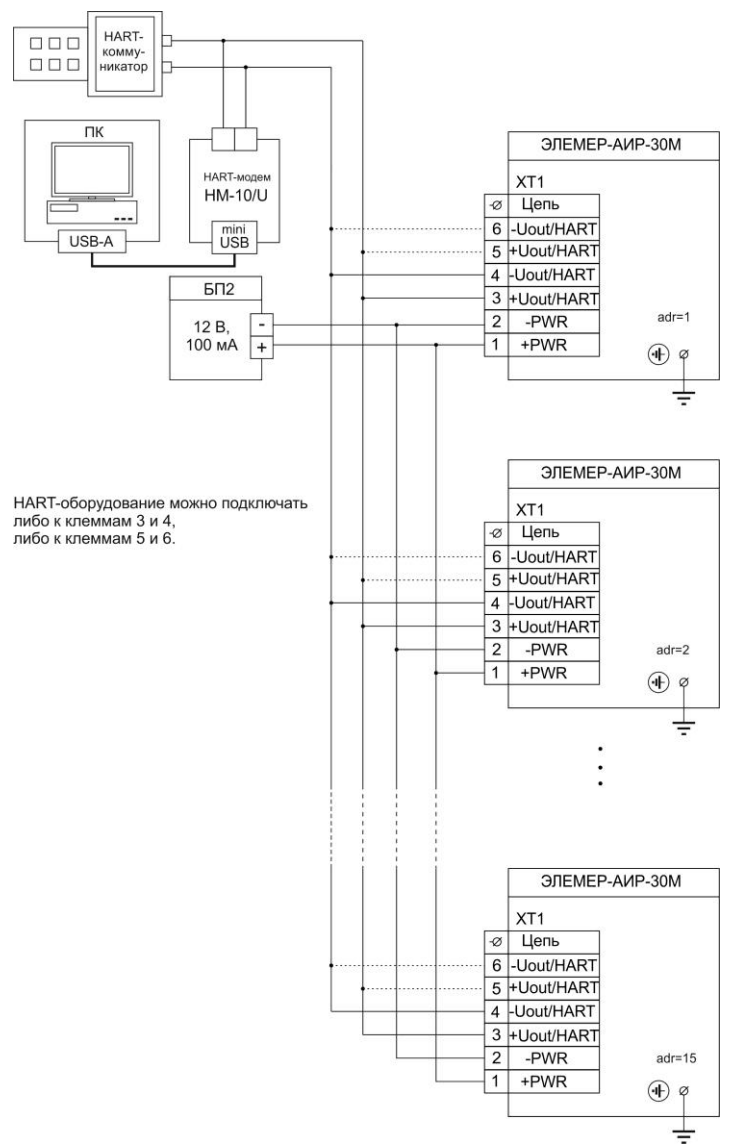 HART-
комму-
никатор
ПК
USB-A
HART-модем
HM-10/U
mini
USB
БП2
12 В,
100 мА
-
+
HART-оборудование можно подключать
либо к клеммам 3 и 4,
либо к клеммам 5 и 6.
ЭЛЕМЕР-АИР-30М
XT1
Цепь
6 -Uout/HART
5 +Uout/HART
4 -Uout/HART
3 +Uout/HART
2 -PWR
1 +PWR
adr=1
ЭЛЕМЕР-АИР-30М
XT1
Цепь
6 -Uout/HART
5 +Uout/HART
4 -Uout/HART
3 +Uout/HART
2 -PWR
1 +PWR
adr=2
ЭЛЕМЕР-АИР-30М
XT1
Цепь
6 -Uout/HART
5 +Uout/HART
4 -Uout/HART
3 +Uout/HART
2 -PWR
1 +PWR
adr=15